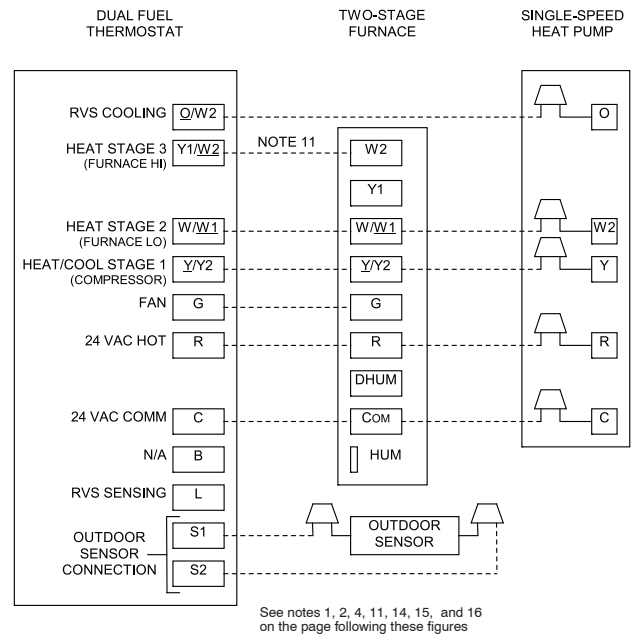 DUAL FUEL
THERMOSTAT
TWO-STAGE
FURNACE
SINGLE-SPEED
HEAT PUMP
RVS COOLING
O/W2
O
HEAT STAGE 3
(FURNACE HI)
Y1/W2
NOTE 11
W2
Y1
HEAT STAGE 2
(FURNACE LO)
W/W1
W/W1
W2
HEAT/COOL STAGE 1
(COMPRESSOR)
Y/Y2
Y/Y2
Y
FAN
G
G
24 VAC HOT
R
R
R
DHUM
24 VAC COMM
C
COM
C
N/A
B
HUM
RVS SENSING
L
OUTDOOR
SENSOR
CONNECTION
S1
S2
OUTDOOR
SENSOR
See notes 1, 2, 4, 11, 14, 15, and 16
on the page following these figures